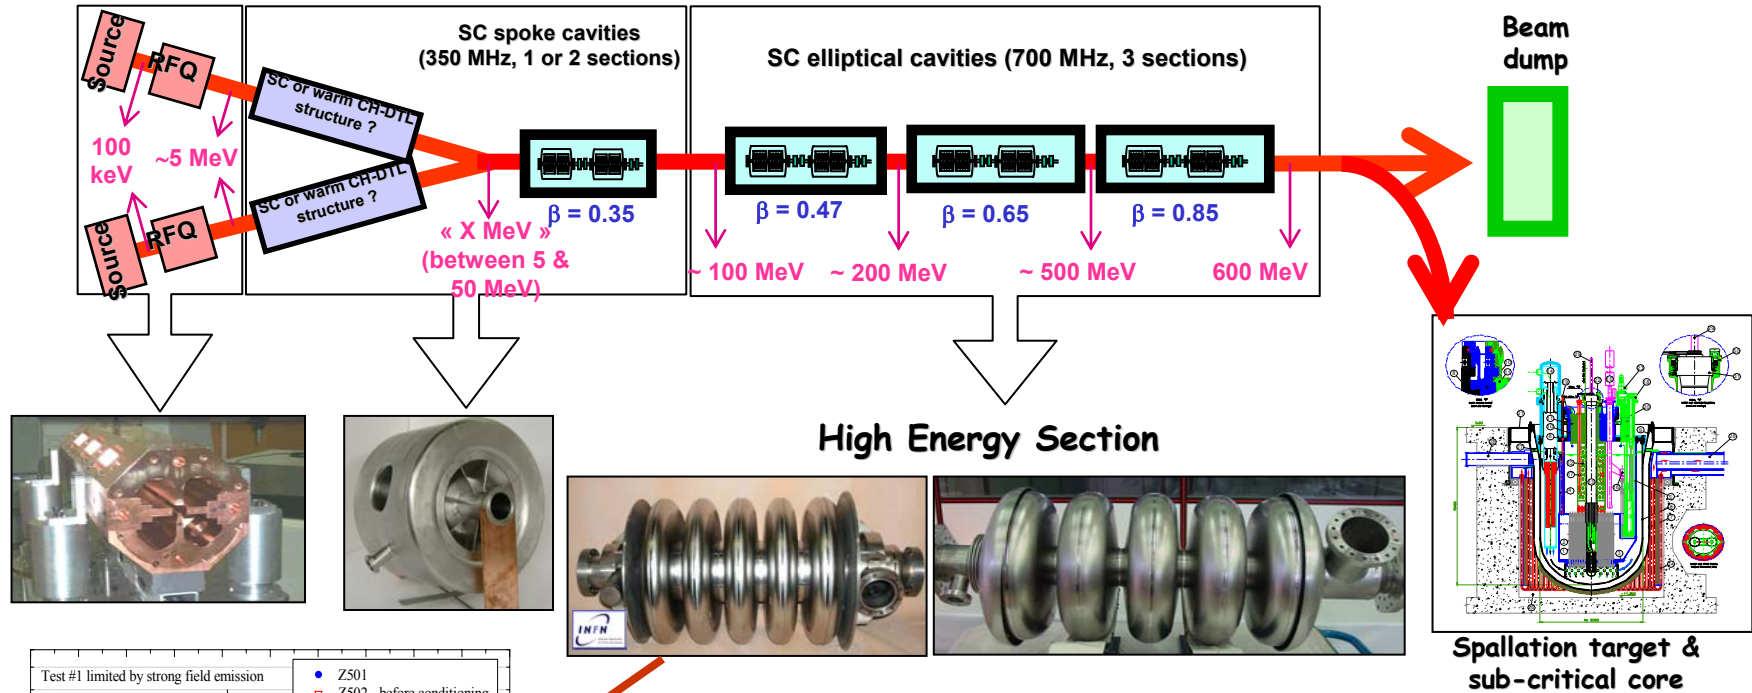 Source
RFQ
SC or warm CH-DTL
structure ?
100
keV
~5 MeV
Source
RFQ
SC or warm CH-DTL
structure ?
SC spoke cavities
(350 MHz, 1 or 2 sections)
β = 0.35
« X MeV »
(between 5 &
50 MeV)
SC elliptical cavities (700 MHz, 3 sections)
β = 0.47
β = 0.65
β = 0.85
~ 100 MeV
~ 200 MeV
~ 500 MeV
600 MeV
Beam
dump
High Energy Section
INFN
Spallation target &
sub-critical core
Test #1 limited by strong field emission
Z501
Z502 before conditioning